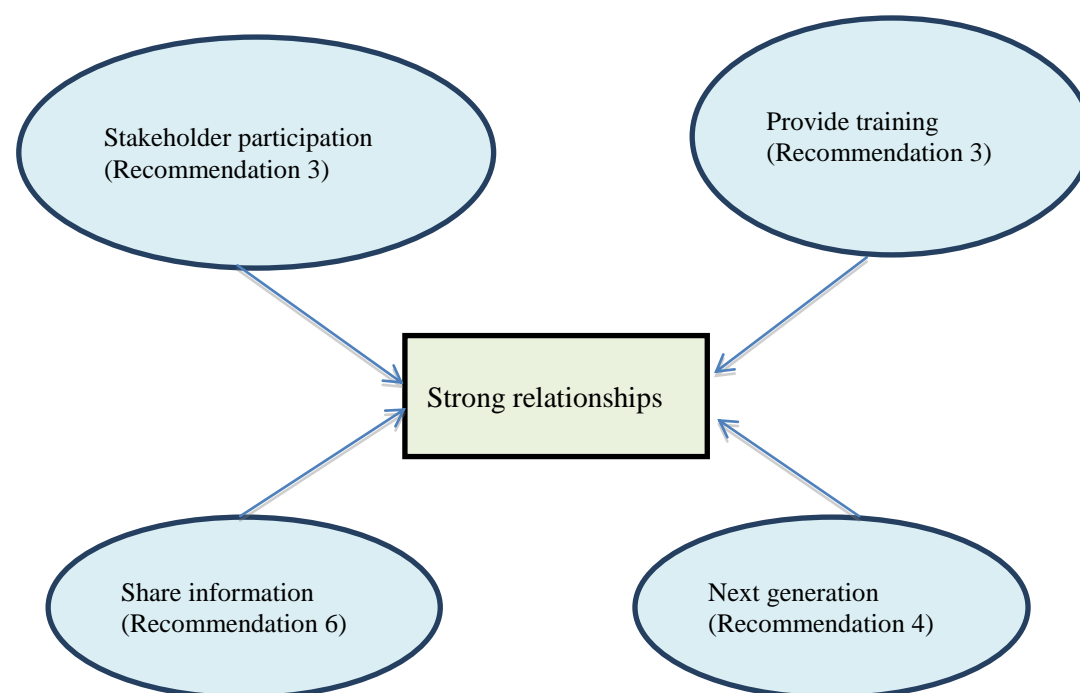 Stakeholder participation
(Recommendation 3)
Provide training
(Recommendation 3)
Strong relationships
Share information
(Recommendation 6)
Next generation
(Recommendation 4)